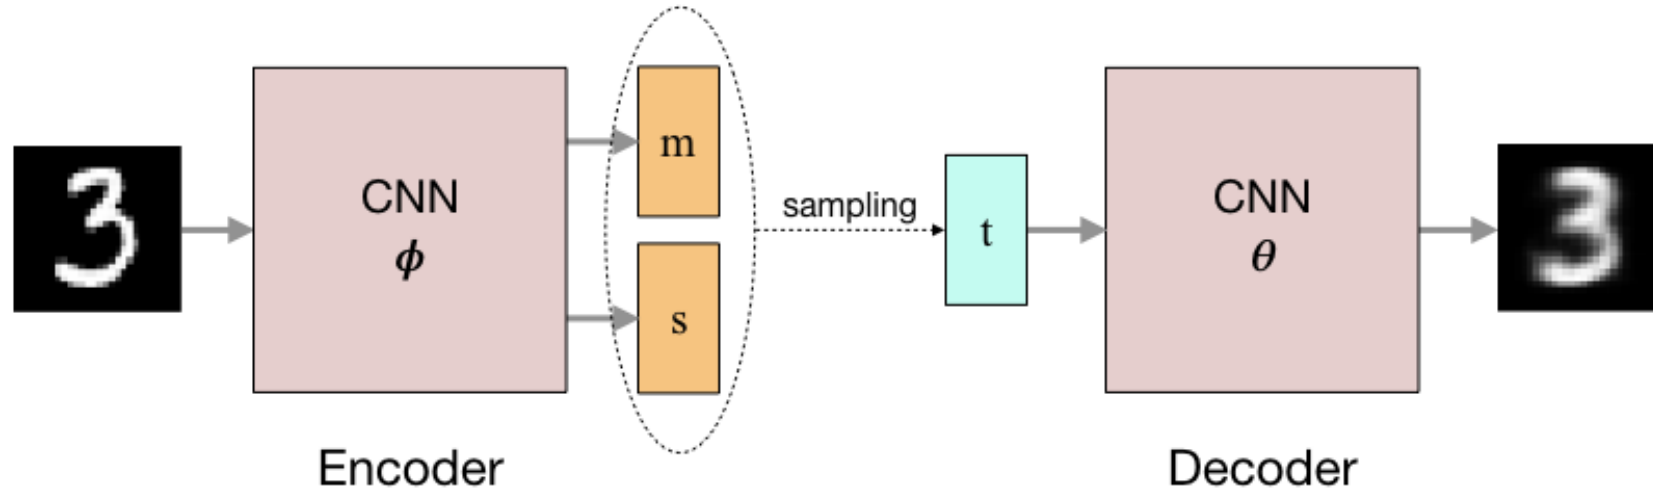 3
CNN
ϕ
m
s
sampling
t
CNN
θ
3
Encoder
Decoder